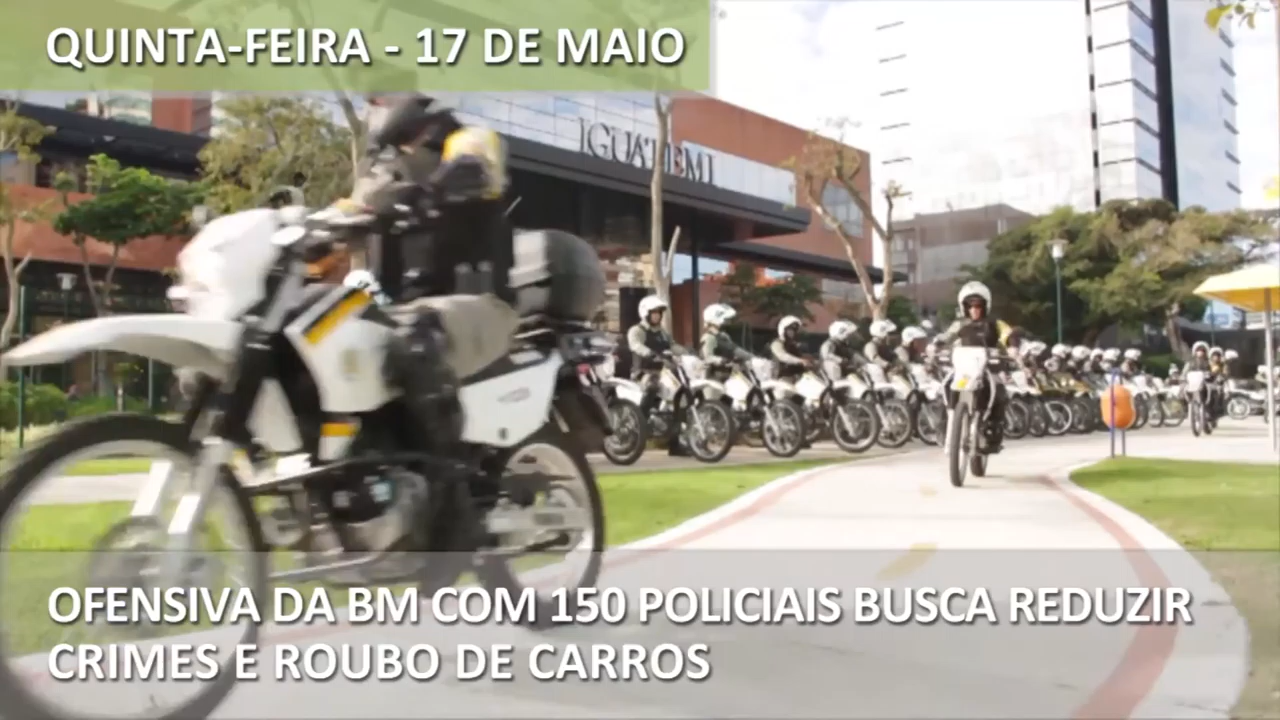 QUINTA-FEIRA - 17 DE MAIO
IGUATEMI
OFENSIVA DA BM COM 150 POLICIAIS BUSCA REDUZIR
CRIMES E ROUBO DE CARROS